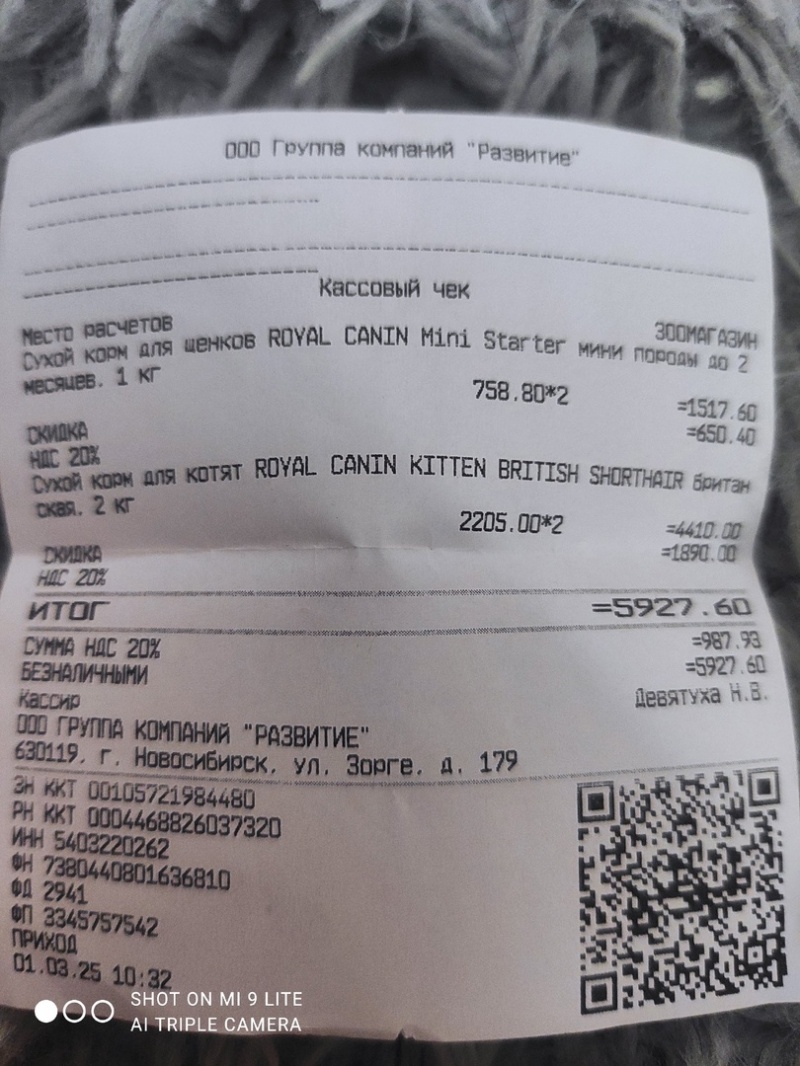 ООО Группа компаний "Развитие"
Кассовый чек
Место расчетов ЗООМАГАЗИН
Сухой корм для щенков ROYAL CANIN Mini Starter мини породы до 2
месяцев. 1 кг
758.80*2 =1517.60
СКИДКА =650.40
НДС 20%
Сухой корм для котят ROYAL CANIN KITTEN BRITISH SHORTHAIR британ
ская. 2 кг
2205.00*2 =4410.00
СКИДКА =1890.00
НДС 20%
ИТОГ =5927.60
СУММА НДС 20% =987.93
БЕЗНАЛИЧНЫМИ =5927.60
Кассир Девятуха Н.В.
ООО ГРУППА КОМПАНИЙ "РАЗВИТИЕ"
630119. г. Новосибирск. ул. Зорге. д. 179
ЗН ККТ 00105721984480
РН ККТ 0004468826037320
ИНН 5403220262
ФН 7380440801636810
ФД 2941
ФП 3345757542
ПРИХОД
01.03.25 10:32
SHOT ON MI 9 LITE
AI TRIPLE CAMERA